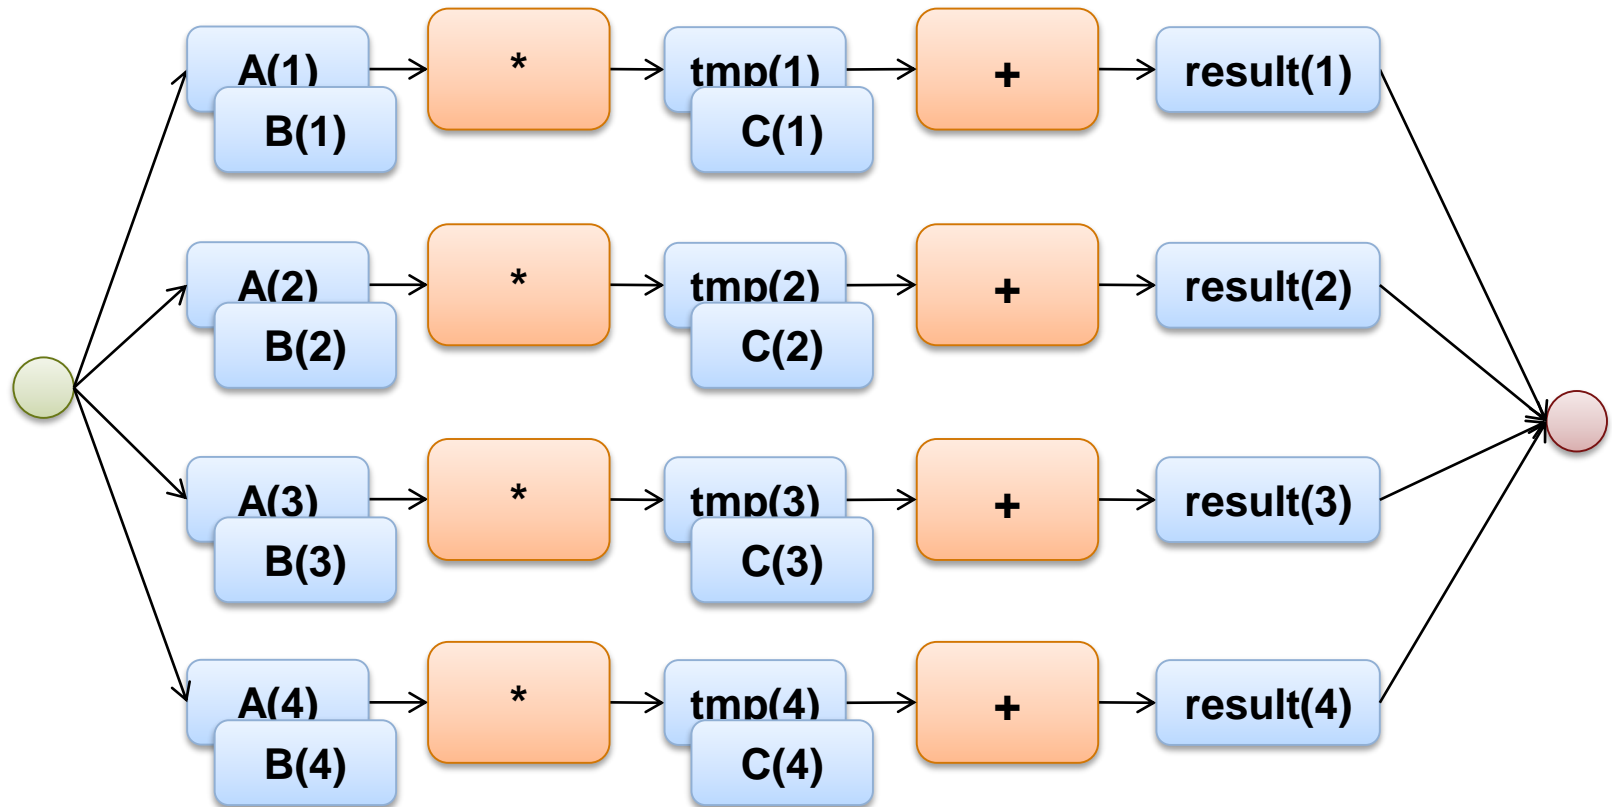 A(1)
B(1)
*
tmp(1)
C(1)
+
result(1)
A(2)
B(2)
*
tmp(2)
C(2)
+
result(2)
A(3)
B(3)
*
tmp(3)
C(3)
+
result(3)
A(4)
B(4)
*
tmp(4)
C(4)
+
result(4)